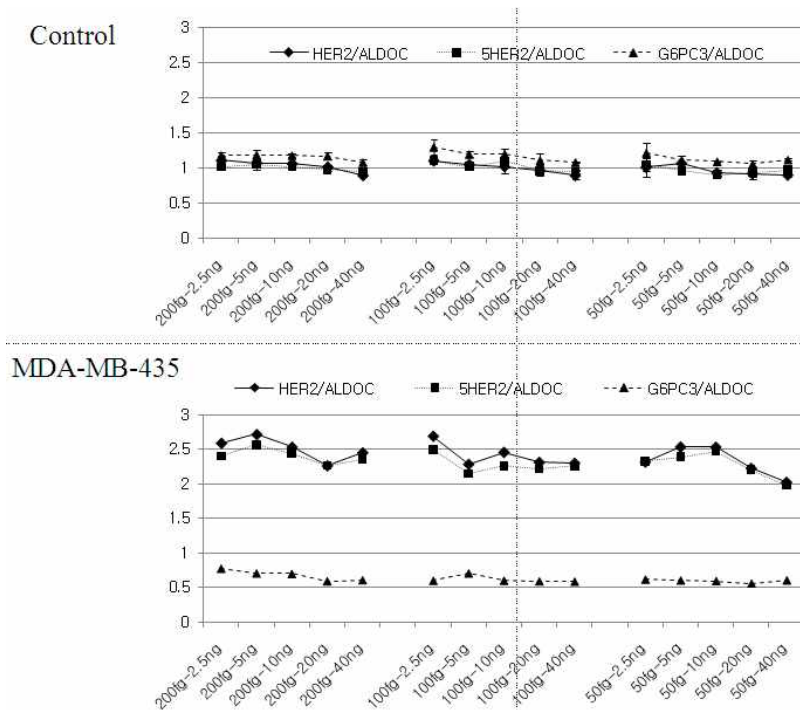 Control
HER2/ALDOC 5HER2/ALDOC G6PC3/ALDOC
3
2.5
2
1.5
1
0.5
0
200fg-2.5ng
200fg-5ng
200fg-10ng
200fg-20ng
200fg-40ng
100fg-2.5ng
100fg-5ng
100fg-10ng
100fg-20ng
100fg-40ng
50fg-2.5ng
50fg-5ng
50fg-10ng
50fg-20ng
50fg-40ng
MDA-MB-435
HER2/ALDOC 5HER2/ALDOC G6PC3/ALDOC
3
2.5
2
1.5
1
0.5
0
200fg-2.5ng
200fg-5ng
200fg-10ng
200fg-20ng
200fg-40ng
100fg-2.5ng
100fg-5ng
100fg-10ng
100fg-20ng
100fg-40ng
50fg-2.5ng
50fg-5ng
50fg-10ng
50fg-20ng
50fg-40ng